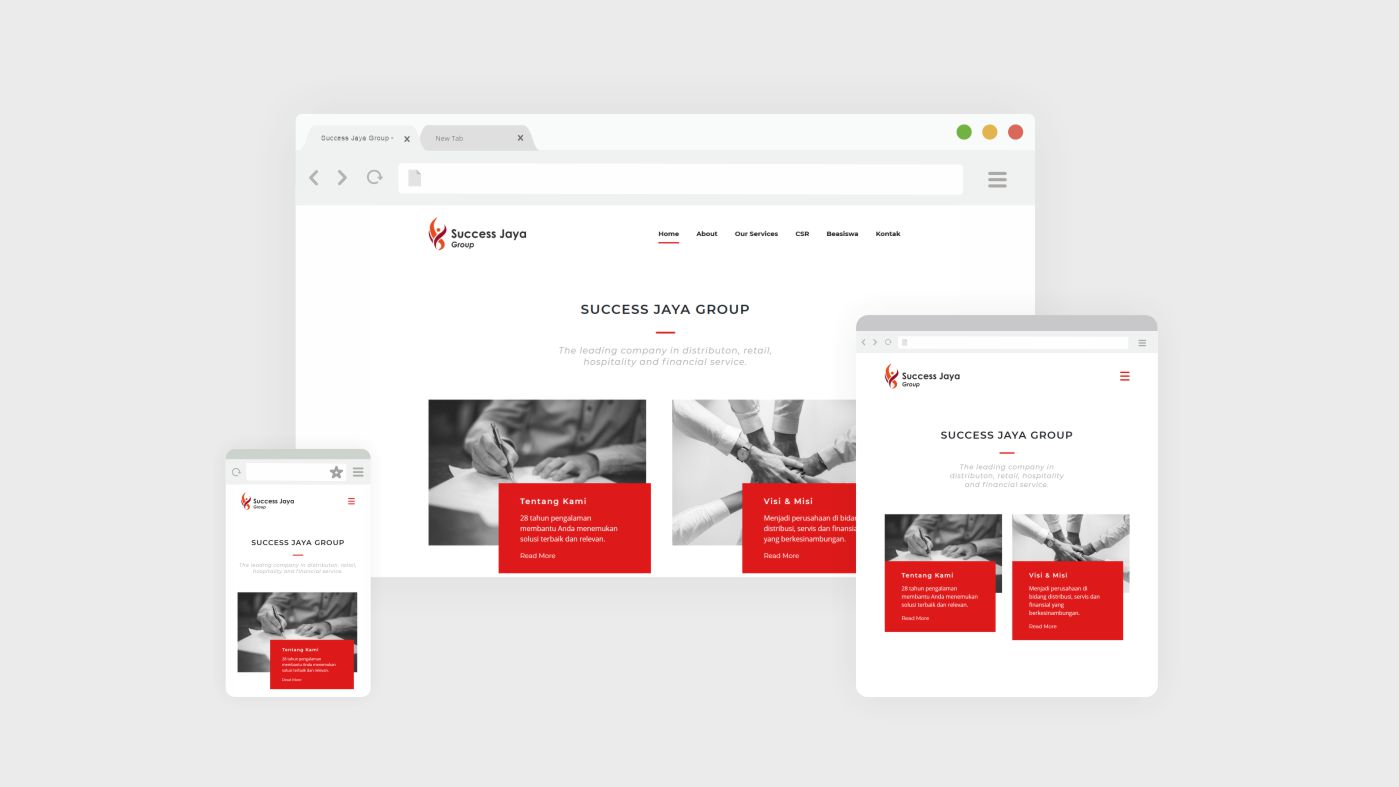 Success Jaya Group -
New Tab
Success Jaya
Group
Home About Our Services CSR Beasiswa Kontak
SUCCESS JAYA GROUP
The leading company in distributon, retail,
hospitality and financial service.
Tentang Kami
28 tahun pengalaman
membantu Anda menemukan
solusi terbaik dan relevan.
Read More
Visi & Misi
Menjadi perusahaan di bidan
distribusi, servis dan finansia
yang berkesinambungan.
Read More
Success Jaya
Group
SUCCESS JAYA GROUP
The leading company in
distributon, retail, hospitality
and financial service.
Tentang Kami
28 tahun pengalaman
membantu Anda menemukan
solusi terbaik dan relevan.
Read More
Visi & Misi
Menjadi perusahaan di
bidang distribusi, servis dan
finansial yang
berkesinambungan.
Read More
Success Jaya
Group
SUCCESS JAYA GROUP
The leading company in distributon, retail,
hospitality and financial service.
Tentang Kami
28 tahun pengalaman
membantu Anda menemukan
solusi terbaik dan relevan.
Read More